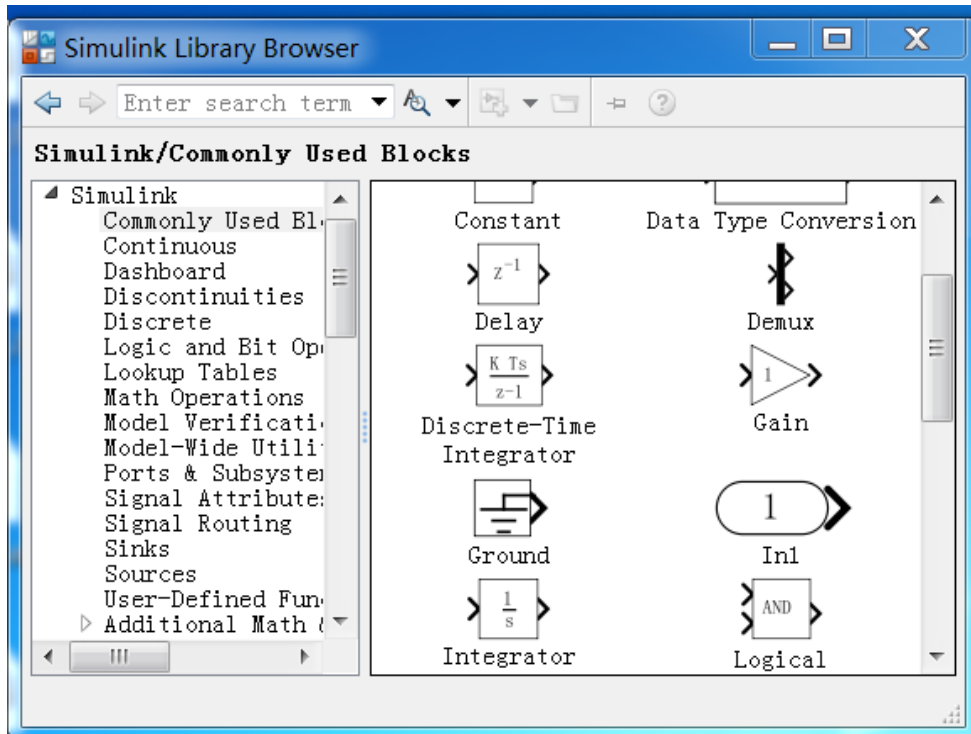 Simulink Library Browser
Enter search term
Simulink/Commonly Used Blocks
Simulink
Commonly Used Bl
Continuous
Dashboard
Discontinuities
Discrete
Logic and Bit Op
Lookup Tables
Math Operations
Model Verificati
Model-Wide Utili
Ports & Subsyste
Signal Attribute
Signal Routing
Sinks
Sources
User-Defined Fun
Additional Math &
Constant
Data Type Conversion
z⁻¹
Delay
Demux
K Ts
z-1
Discrete-Time
Integrator
1
Gain
Ground
1
In1
1
s
Integrator
AND
Logical